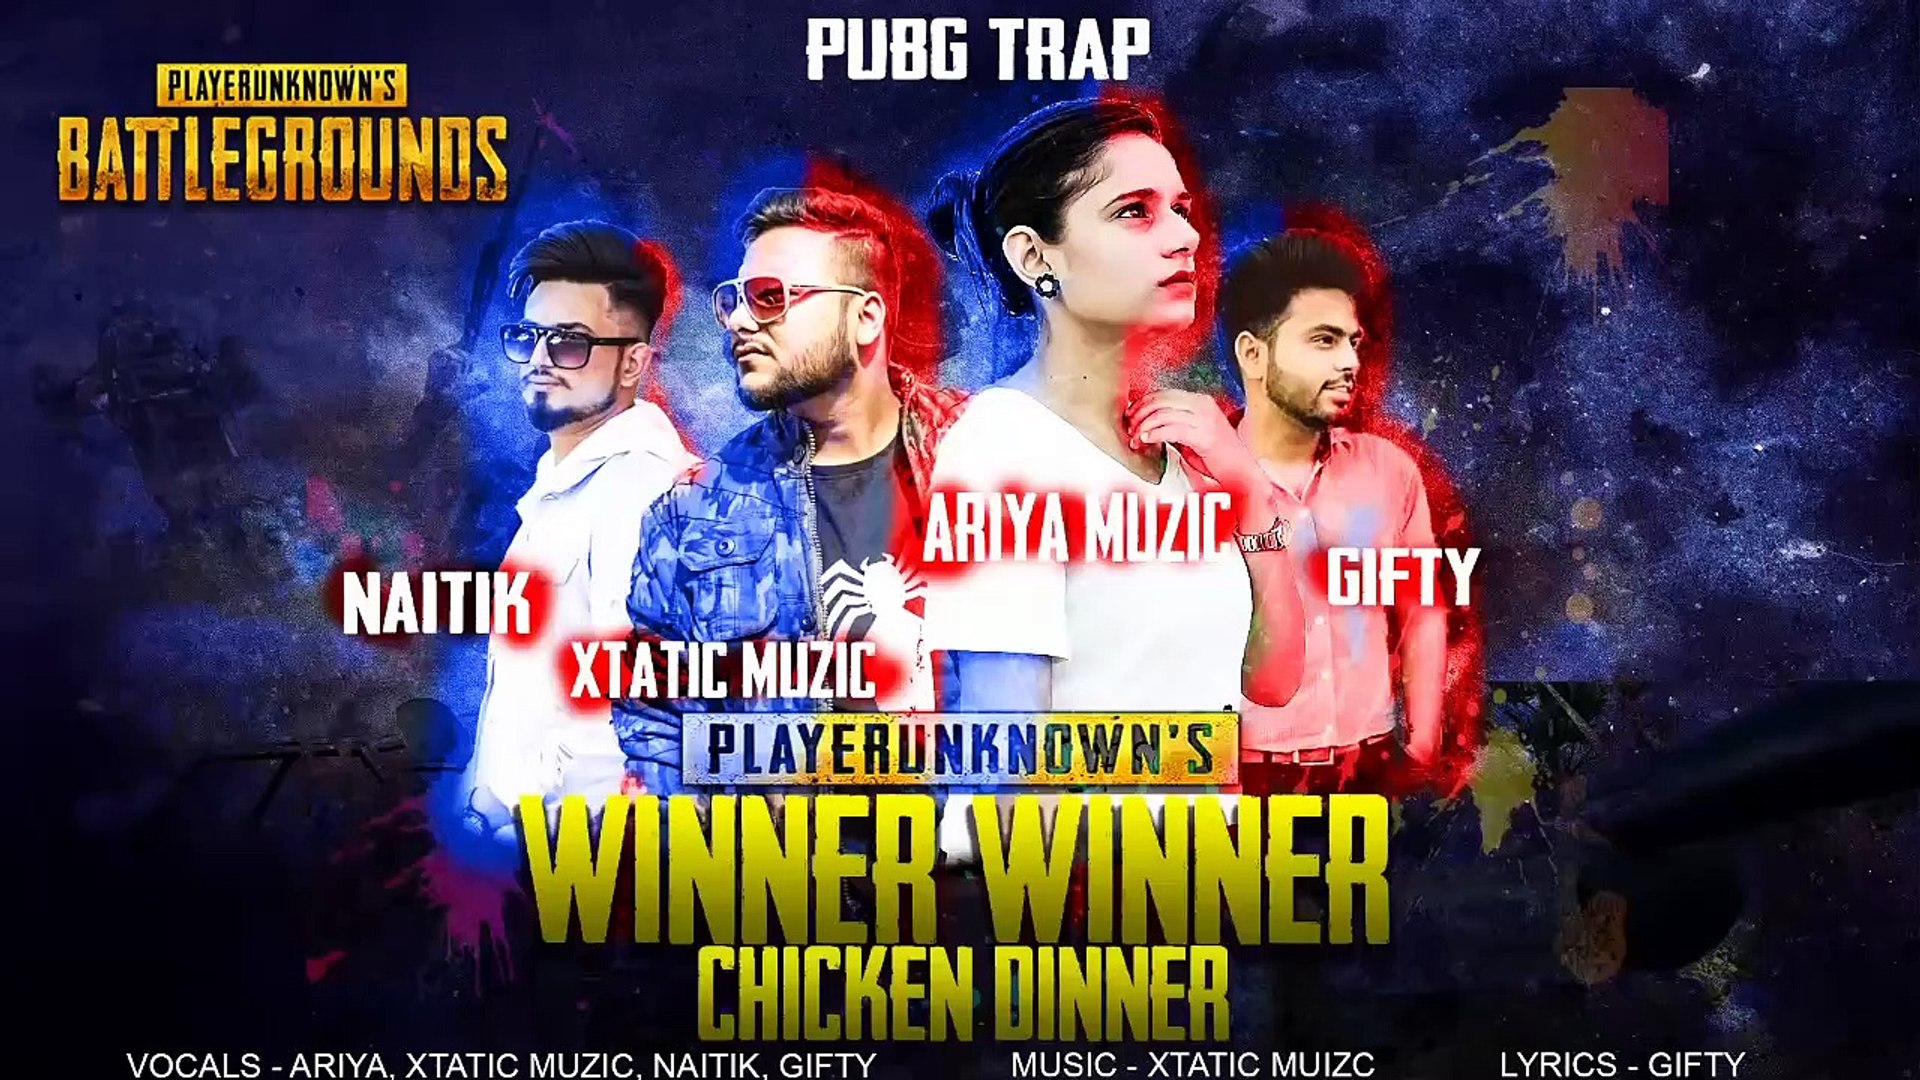 PUBG TRAP
PLAYERUNKNOWN'S
BATTLEGROUNDS
ARIYA MUZIC
GIFTY
NAITIK
XTATIC MUZIC
PLAYERUNKNOWN'S
WINNER WINNER
CHICKEN DINNER
VOCALS - ARIYA, XTATIC MUZIC, NAITIK, GIFTY MUSIC - XTATIC MUIZC LYRICS - GIFTY